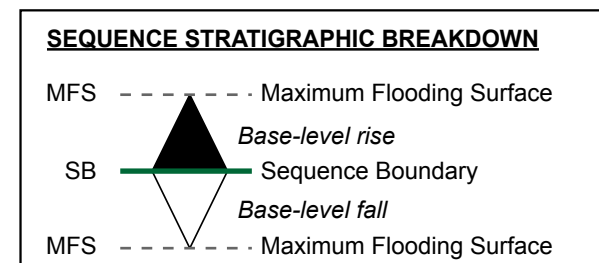 SEQUENCE STRATIGRAPHIC BREAKDOWN
MFS Maximum Flooding Surface
Base-level rise
SB Sequence Boundary
Base-level fall
MFS Maximum Flooding Surface